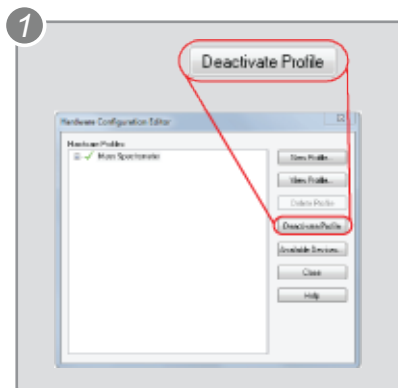 1
Deactivate Profile
Hardware Configuration Editor
Hardware Profiles
Mass Spectrometer
New Profile...
View Profile...
Delete Profile
Deactivate Profile
Available Devices...
Close
Help